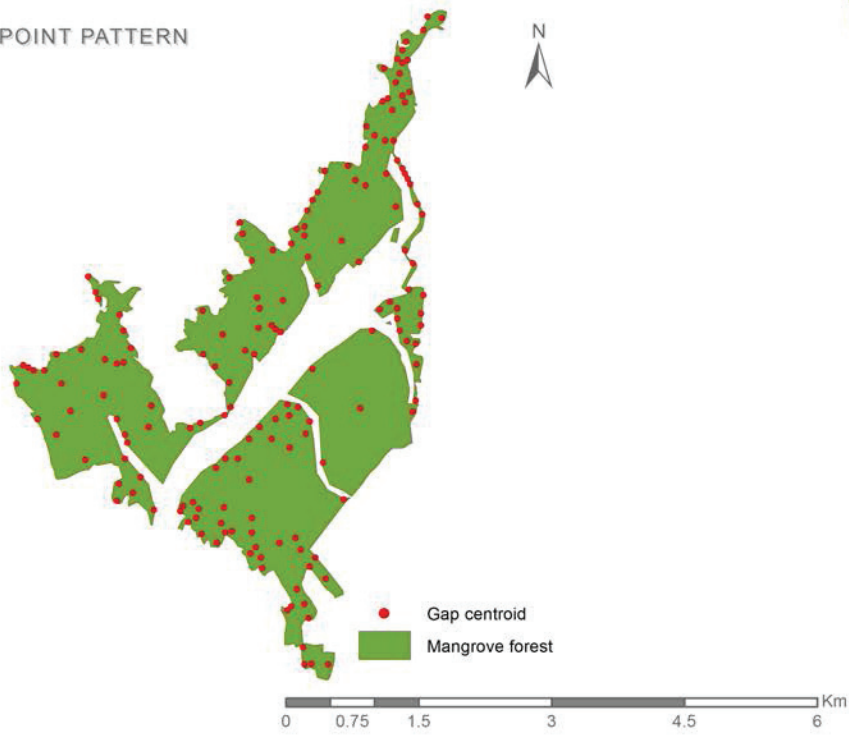 POINT PATTERN
N
Gap centroid
Mangrove forest
Km
0 0.75 1.5 3 4.5 6